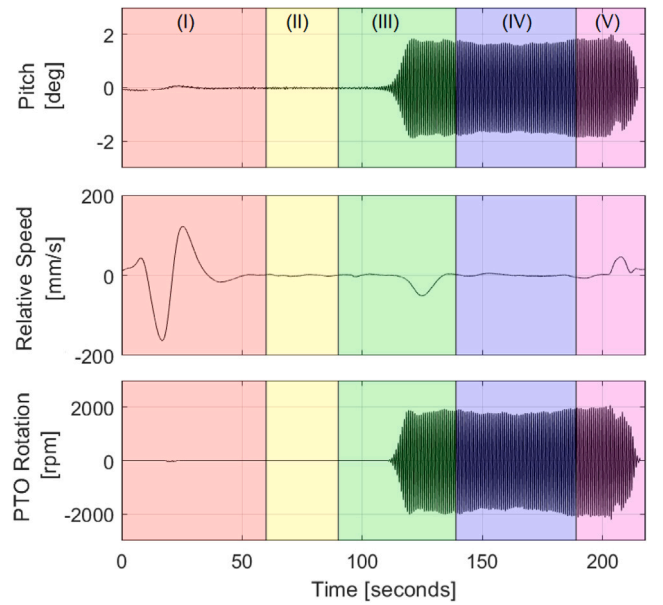 (I) (II) (III) (IV) (V)
2
0
-2
Pitch
[deg]
200
0
-200
Relative Speed
[mm/s]
2000
0
-2000
PTO Rotation
[rpm]
0 50 100 150 200
Time [seconds]